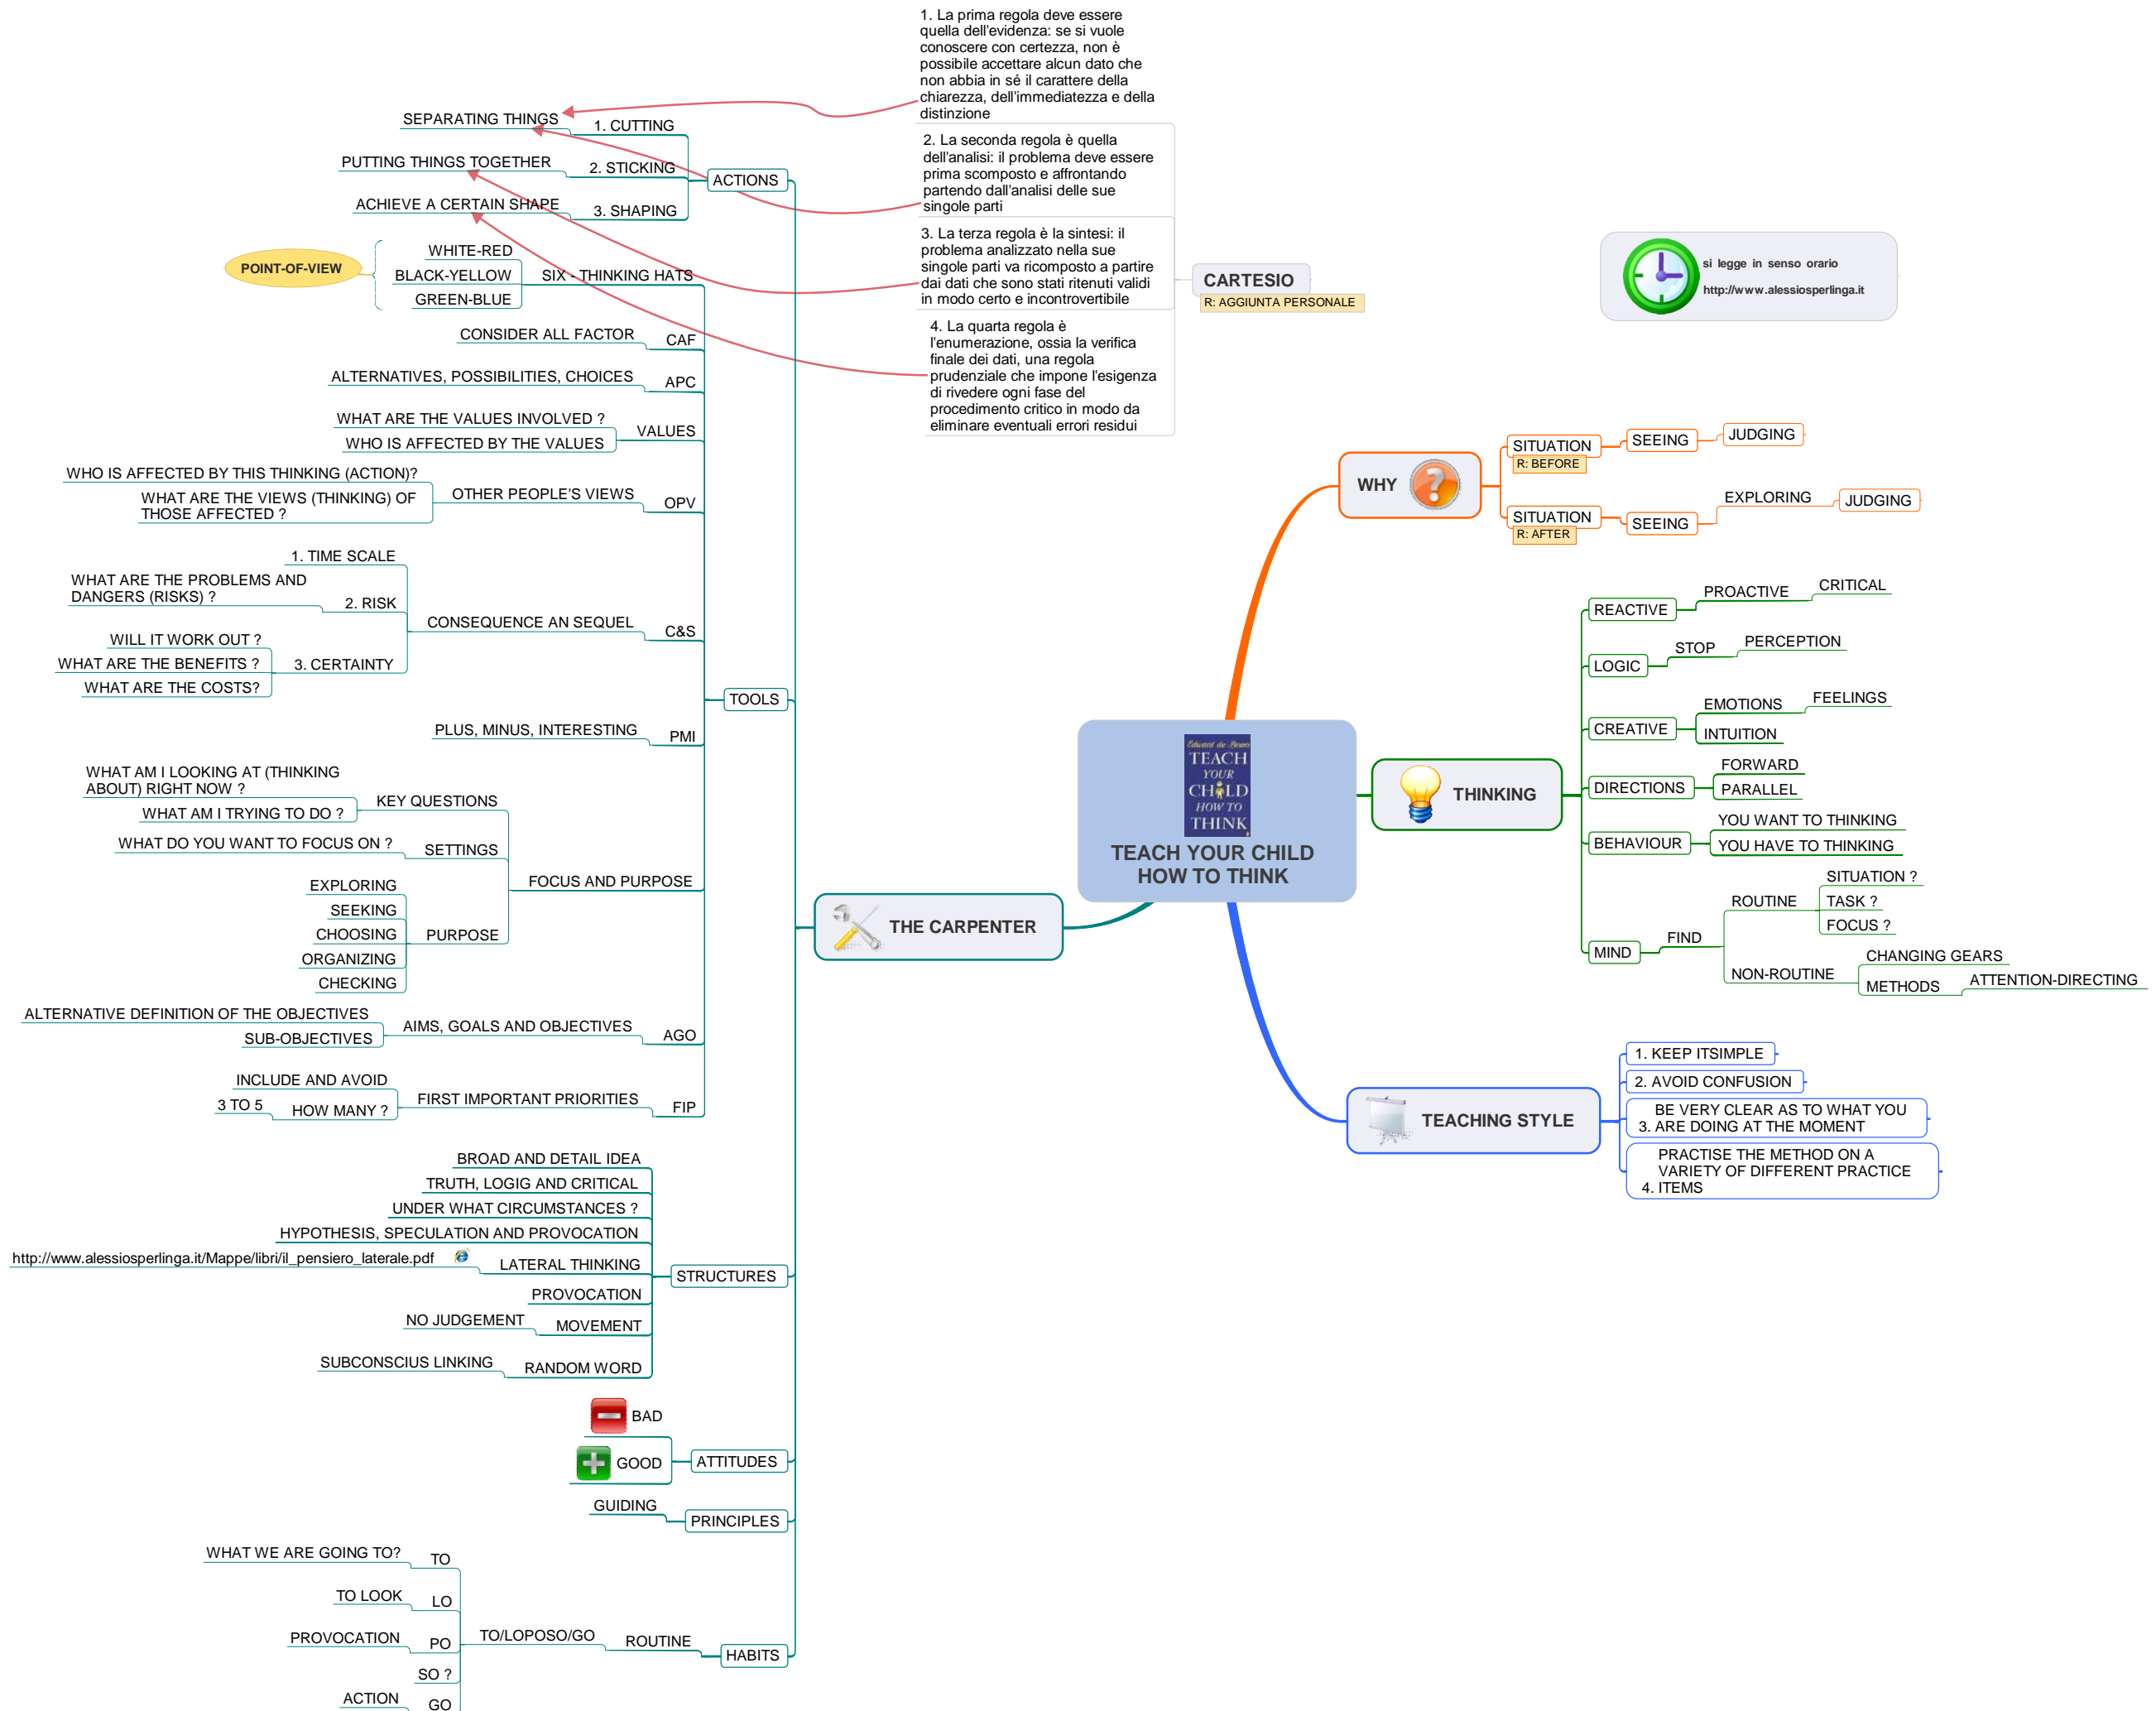 1. La prima regola deve essere
quella dell'evidenza: se si vuole
conoscere con certezza, non è
possibile accettare alcun dato che
non abbia in sé il carattere della
chiarezza, dell'immediatezza e della
distinzione
2. La seconda regola è quella
dell'analisi: il problema deve essere
prima scomposto e affrontando
partendo dall'analisi delle sue
singole parti
3. La terza regola è la sintesi: il
problema analizzato nella sue
singole parti va ricomposto a partire
dai dati che sono stati ritenuti validi
in modo certo e incontrovertibile
4. La quarta regola è
l'enumerazione, ossia la verifica
finale dei dati, una regola
prudenziale che impone l'esigenza
di rivedere ogni fase del
procedimento critico in modo da
eliminare eventuali errori residui
CARTESIO
R: AGGIUNTA PERSONALE
si legge in senso orario
http://www.alessiosperlinga.it
Edward de Bono
TEACH
YOUR
CHILD
HOW TO
THINK
TEACH YOUR CHILD
HOW TO THINK
WHY
SITUATION
R: BEFORE
SEEING
JUDGING
SITUATION
R: AFTER
SEEING
EXPLORING
JUDGING
THINKING
REACTIVE
PROACTIVE
CRITICAL
LOGIC
STOP
PERCEPTION
CREATIVE
EMOTIONS
FEELINGS
INTUITION
DIRECTIONS
FORWARD
PARALLEL
BEHAVIOUR
YOU WANT TO THINKING
YOU HAVE TO THINKING
MIND
FIND
ROUTINE
SITUATION ?
TASK ?
FOCUS ?
NON-ROUTINE
CHANGING GEARS
METHODS
ATTENTION-DIRECTING
TEACHING STYLE
1. KEEP ITSIMPLE
2. AVOID CONFUSION
BE VERY CLEAR AS TO WHAT YOU
3. ARE DOING AT THE MOMENT
PRACTISE THE METHOD ON A
VARIETY OF DIFFERENT PRACTICE
4. ITEMS
THE CARPENTER
ACTIONS
1. CUTTING
SEPARATING THINGS
2. STICKING
PUTTING THINGS TOGETHER
3. SHAPING
ACHIEVE A CERTAIN SHAPE
TOOLS
SIX - THINKING HATS
WHITE-RED
BLACK-YELLOW
GREEN-BLUE
POINT-OF-VIEW
CAF
CONSIDER ALL FACTOR
APC
ALTERNATIVES, POSSIBILITIES, CHOICES
VALUES
WHAT ARE THE VALUES INVOLVED ?
WHO IS AFFECTED BY THE VALUES
OPV
OTHER PEOPLE'S VIEWS
WHO IS AFFECTED BY THIS THINKING (ACTION)?
WHAT ARE THE VIEWS (THINKING) OF
THOSE AFFECTED ?
C&S
CONSEQUENCE AN SEQUEL
1. TIME SCALE
2. RISK
WHAT ARE THE PROBLEMS AND
DANGERS (RISKS) ?
3. CERTAINTY
WILL IT WORK OUT ?
WHAT ARE THE BENEFITS ?
WHAT ARE THE COSTS?
PMI
PLUS, MINUS, INTERESTING
FOCUS AND PURPOSE
KEY QUESTIONS
WHAT AM I LOOKING AT (THINKING
ABOUT) RIGHT NOW ?
WHAT AM I TRYING TO DO ?
SETTINGS
WHAT DO YOU WANT TO FOCUS ON ?
PURPOSE
EXPLORING
SEEKING
CHOOSING
ORGANIZING
CHECKING
AGO
AIMS, GOALS AND OBJECTIVES
ALTERNATIVE DEFINITION OF THE OBJECTIVES
SUB-OBJECTIVES
FIP
FIRST IMPORTANT PRIORITIES
INCLUDE AND AVOID
HOW MANY ?
3 TO 5
STRUCTURES
BROAD AND DETAIL IDEA
TRUTH, LOGIG AND CRITICAL
UNDER WHAT CIRCUMSTANCES ?
HYPOTHESIS, SPECULATION AND PROVOCATION
LATERAL THINKING
http://www.alessiosperlinga.it/Mappe/libri/il_pensiero_laterale.pdf
PROVOCATION
MOVEMENT
NO JUDGEMENT
RANDOM WORD
SUBCONSCIUS LINKING
ATTITUDES
BAD
GOOD
PRINCIPLES
GUIDING
HABITS
ROUTINE
TO/LOPOSO/GO
TO
WHAT WE ARE GOING TO?
LO
TO LOOK
PO
PROVOCATION
SO ?
GO
ACTION